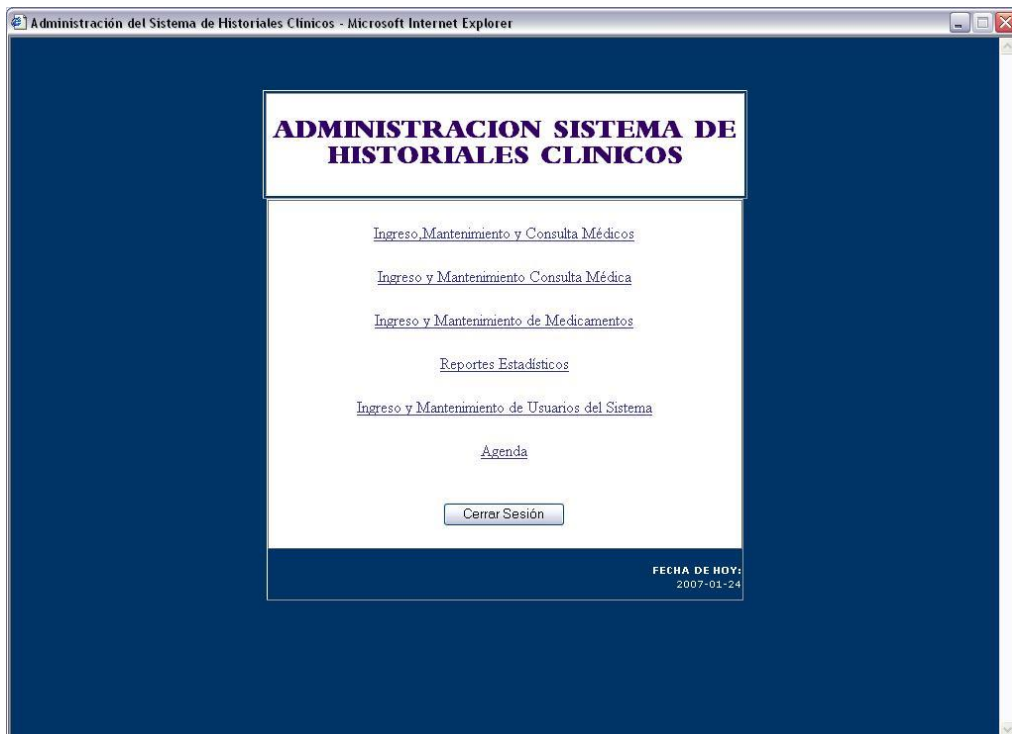 Administración del Sistema de Historiales Clínicos - Microsoft Internet Explorer
ADMINISTRACION SISTEMA DE
HISTORIALES CLINICOS
Ingreso,Mantenimiento y Consulta Médicos
Ingreso y Mantenimiento Consulta Médica
Ingreso y Mantenimiento de Medicamentos
Reportes Estadísticos
Ingreso y Mantenimiento de Usuarios del Sistema
Agenda
Cerrar Sesión
FECHA DE HOY:
2007-01-24